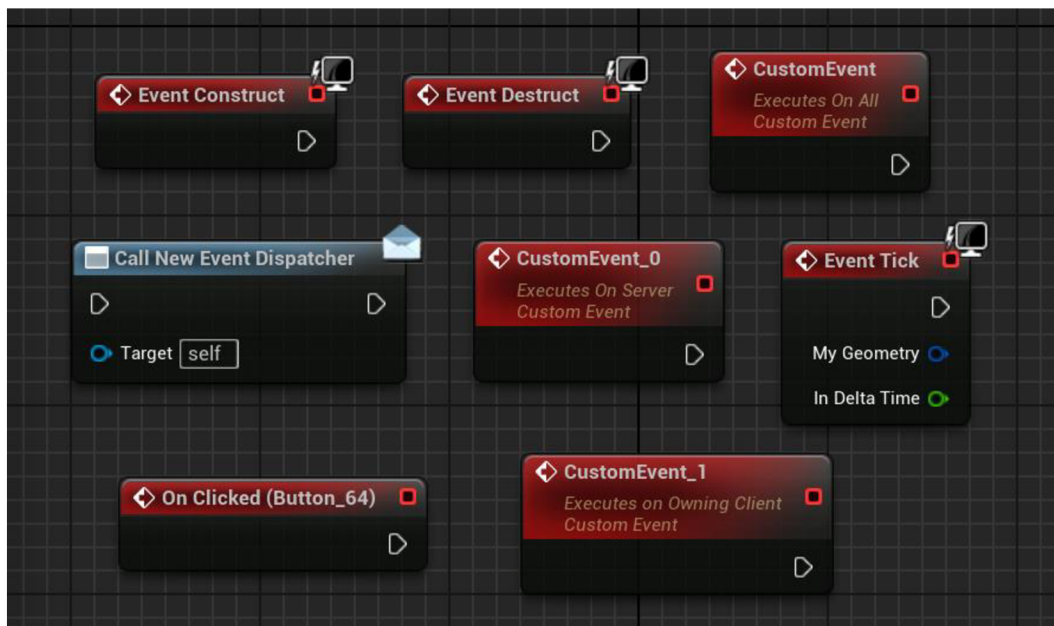 Event Construct
Event Destruct
CustomEvent
Executes On All
Custom Event
Call New Event Dispatcher
Target self
CustomEvent_0
Executes On Server
Custom Event
Event Tick
My Geometry
In Delta Time
On Clicked (Button_64)
CustomEvent_1
Executes on Owning Client
Custom Event